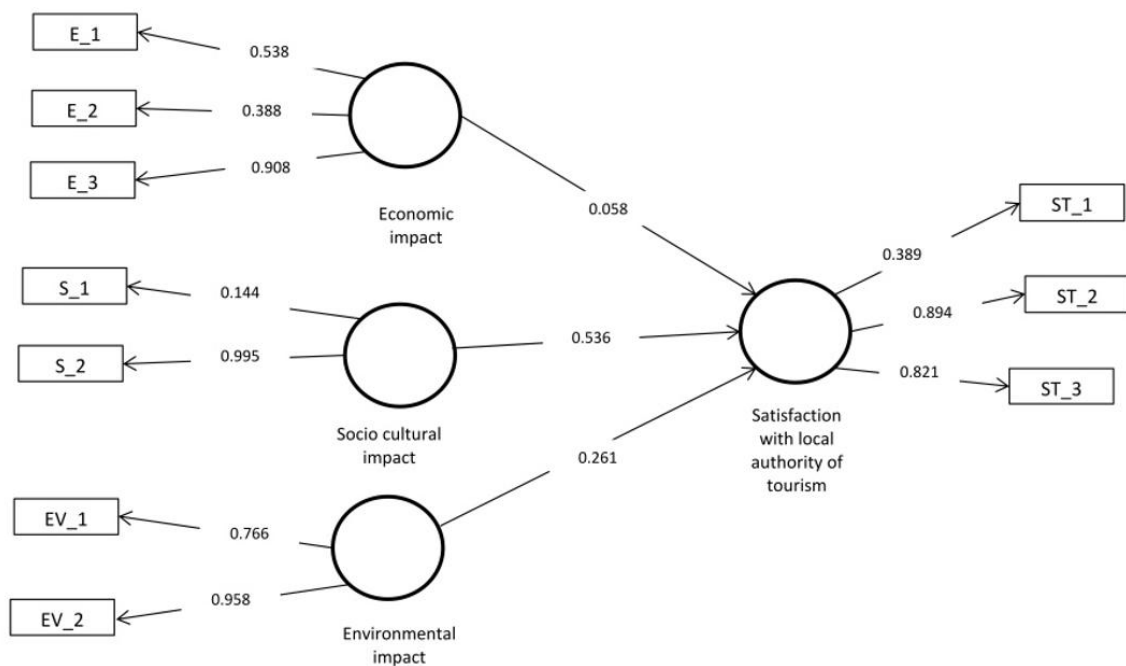 E_1
0.538
E_2
0.388
E_3
0.908
Economic
impact
0.058
S_1
0.144
S_2
0.995
Socio cultural
impact
0.536
EV_1
0.766
EV_2
0.958
Environmental
impact
0.261
Satisfaction
with local
authority of
tourism
ST_1
0.389
ST_2
0.894
ST_3
0.821